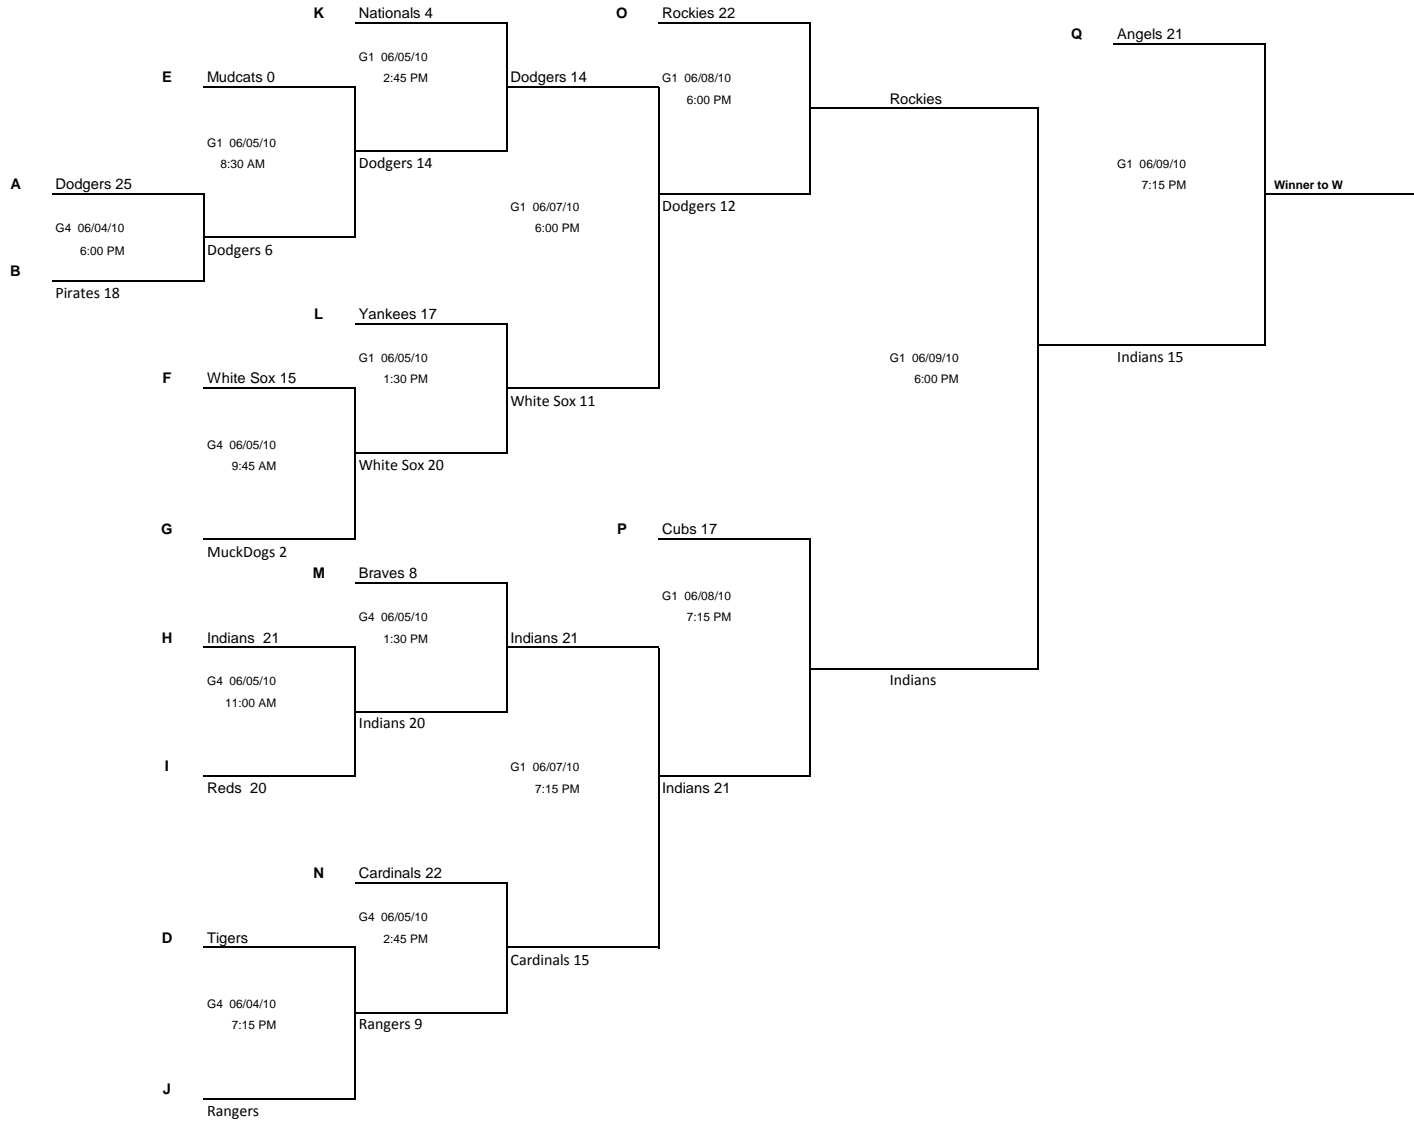 K Nationals 4
O Rockies 22
Q Angels 21
G1 06/05/10
2:45 PM
E Mudcats 0
Dodgers 14
G1 06/08/10
6:00 PM
Rockies
G1 06/05/10
8:30 AM
Dodgers 14
G1 06/09/10
7:15 PM
A Dodgers 25
Winner to W
G1 06/07/10
6:00 PM
Dodgers 12
G4 06/04/10
6:00 PM
Dodgers 6
B
Pirates 18
L Yankees 17
G1 06/05/10
1:30 PM
G1 06/09/10
6:00 PM
Indians 15
F White Sox 15
White Sox 11
G4 06/05/10
9:45 AM
White Sox 20
G
MuckDogs 2
P Cubs 17
M Braves 8
G1 06/08/10
7:15 PM
G4 06/05/10
1:30 PM
H Indians 21
Indians 21
G4 06/05/10
11:00 AM
Indians
Indians 20
I
Reds 20
G1 06/07/10
7:15 PM
Indians 21
N Cardinals 22
G4 06/05/10
2:45 PM
D Tigers
Cardinals 15
G4 06/04/10
7:15 PM
Rangers 9
J
Rangers